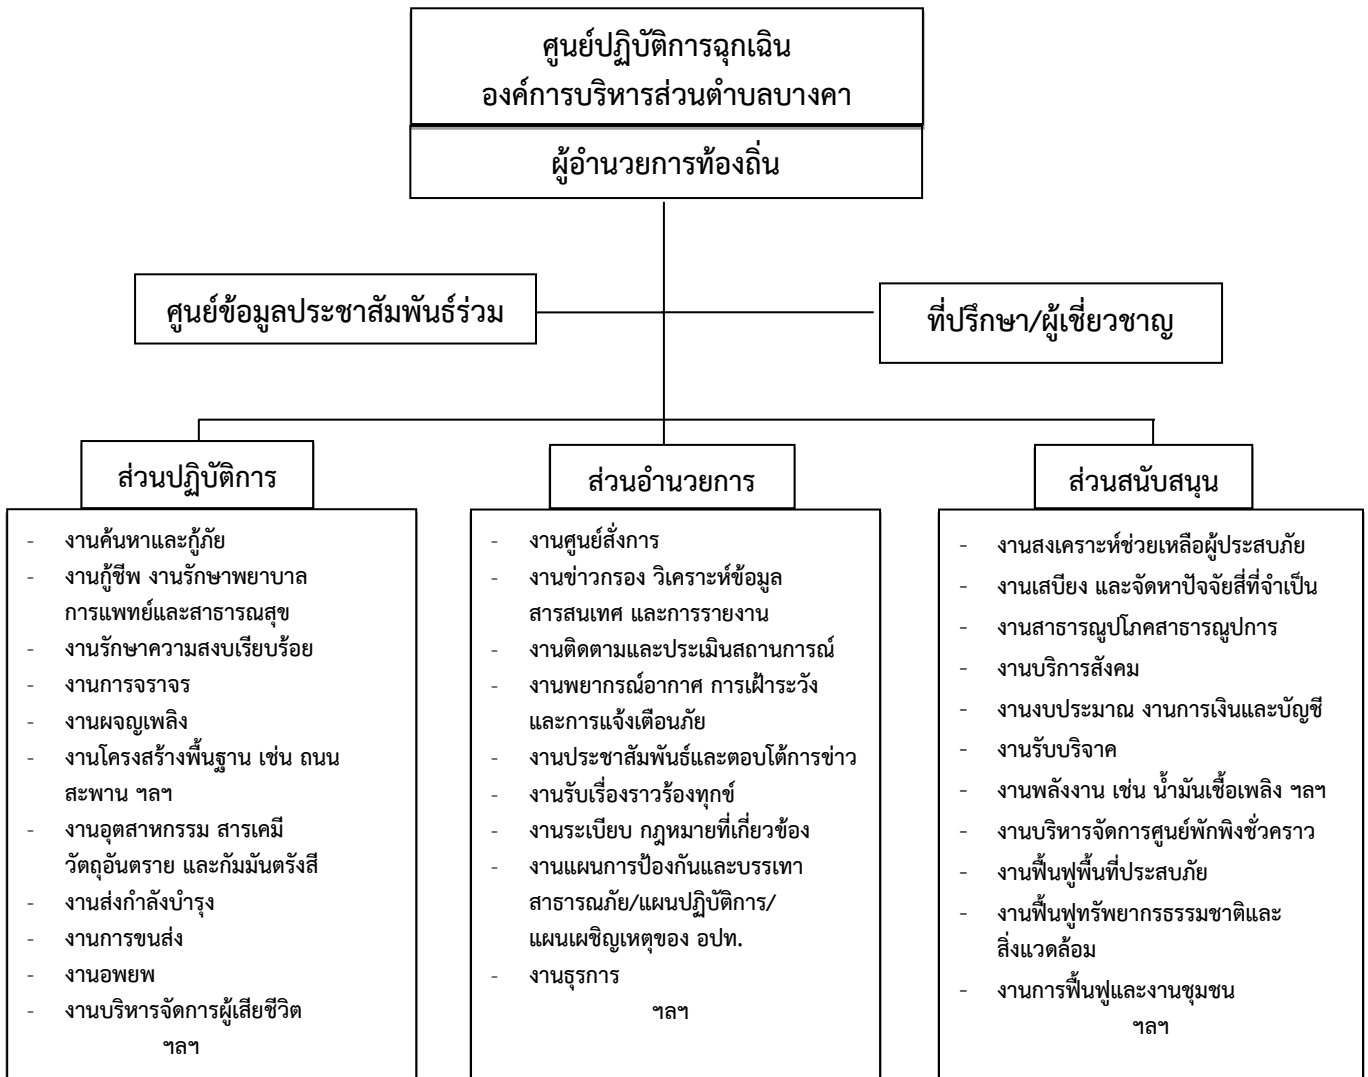 ศูนย์ปฏิบัติการฉุกเฉิน
องค์การบริหารส่วนตำบลบางคา
ผู้อำนวยการท้องถิ่น
ศูนย์ข้อมูลประชาสัมพันธ์ร่วม
ที่ปรึกษา/ผู้เชี่ยวชาญ
ส่วนปฏิบัติการ
- งานค้นหาและกู้ภัย
- งานกู้ชีพ งานรักษาพยาบาล
การแพทย์และสาธารณสุข
- งานรักษาความสงบเรียบร้อย
- งานการจราจร
- งานผจญเพลิง
- งานโครงสร้างพื้นฐาน เช่น ถนน
สะพาน ฯลฯ
- งานอุตสาหกรรม สารเคมี
วัตถุอันตราย และกัมมันตรังสี
- งานส่งกำลังบำรุง
- งานการขนส่ง
- งานอพยพ
- งานบริหารจัดการผู้เสียชีวิต
ฯลฯ
ส่วนอำนวยการ
- งานศูนย์สั่งการ
- งานข่าวกรอง วิเคราะห์ข้อมูล
สารสนเทศ และการรายงาน
- งานติดตามและประเมินสถานการณ์
- งานพยากรณ์อากาศ การเฝ้าระวัง
และการแจ้งเตือนภัย
- งานประชาสัมพันธ์และตอบโต้การข่าว
- งานรับเรื่องราวร้องทุกข์
- งานระเบียบ กฎหมายที่เกี่ยวข้อง
- งานแผนการป้องกันและบรรเทา
สาธารณภัย/แผนปฏิบัติการ/
แผนเผชิญเหตุของ อปท.
- งานธุรการ
ฯลฯ
ส่วนสนับสนุน
- งานสงเคราะห์ช่วยเหลือผู้ประสบภัย
- งานเสบียง และจัดหาปัจจัยสี่ที่จำเป็น
- งานสาธารณูปโภคสาธารณูปการ
- งานบริการสังคม
- งานงบประมาณ งานการเงินและบัญชี
- งานรับบริจาค
- งานพลังงาน เช่น น้ำมันเชื้อเพลิง ฯลฯ
- งานบริหารจัดการศูนย์พักพิงชั่วคราว
- งานฟื้นฟูพื้นที่ประสบภัย
- งานฟื้นฟูทรัพยากรธรรมชาติและ
สิ่งแวดล้อม
- งานการฟื้นฟูและงานชุมชน
ฯลฯ